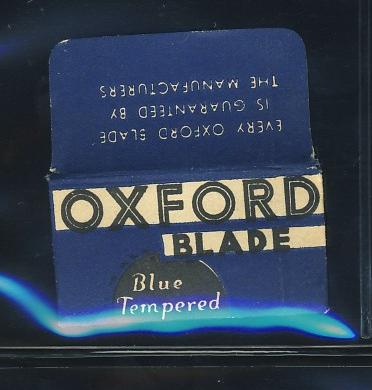 EVERY OXFORD BLADE
IS GUARANTEED BY
THE MANUFACTURERS
OXFORD
BLADE
Blue
Tempered